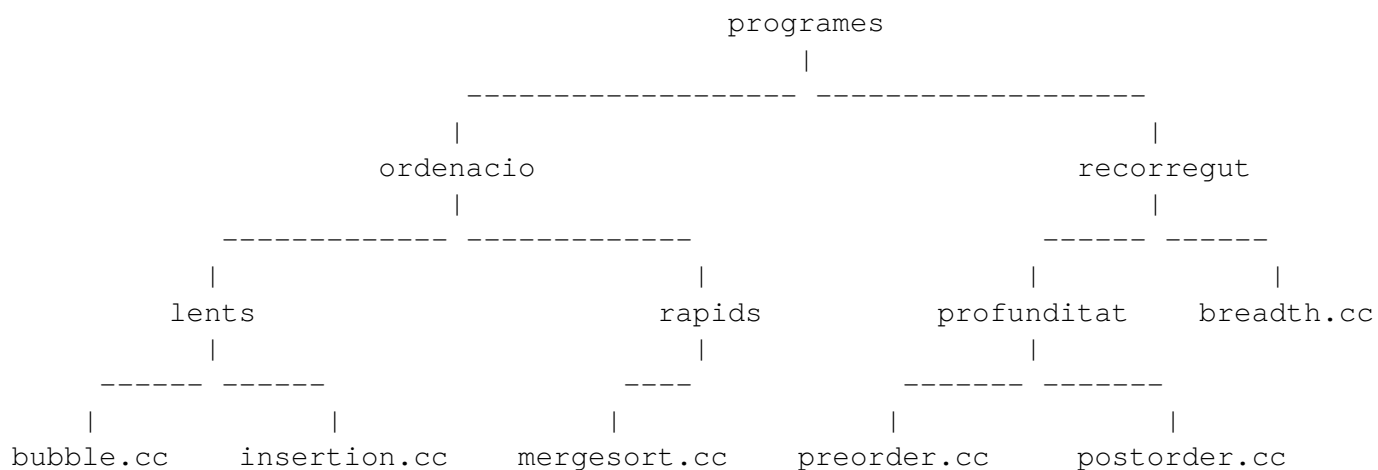 programes
ordenacio recorregut
lents rapids profunditat breadth.cc
bubble.cc insertion.cc mergesort.cc preorder.cc postorder.cc